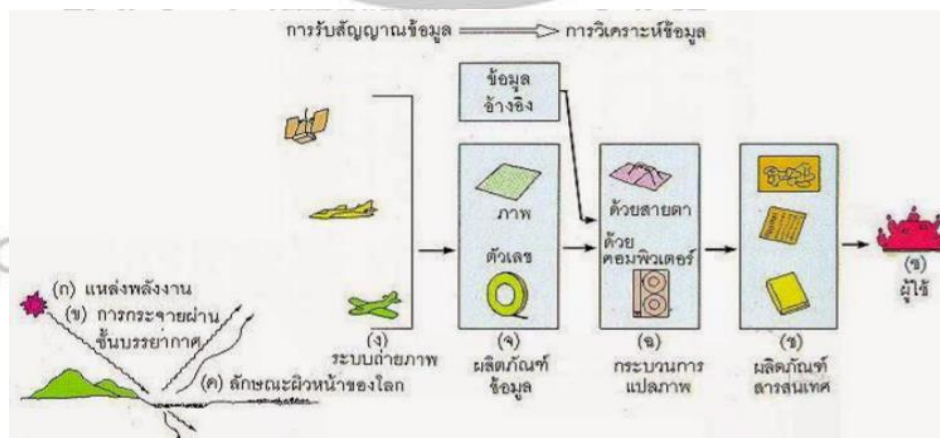 การรับสัญญาณข้อมูล
การวิเคราะห์ข้อมูล
ข้อมูล
อ้างอิง
ภาพ
ตัวเลข
ด้วยสายตา
ด้วย
คอมพิวเตอร์
(ก) แหล่งพลังงาน
(ข) การกระจายผ่าน
ชั้นบรรยากาศ
(ค) ลักษณะผิวหน้าของโลก
(ง)
ระบบถ่ายภาพ
(จ)
ผลิตภัณฑ์
ข้อมูล
(ฉ)
กระบวนการ
แปลภาพ
(ช)
ผลิตภัณฑ์
สารสนเทศ
(ซ)
ผู้ใช้